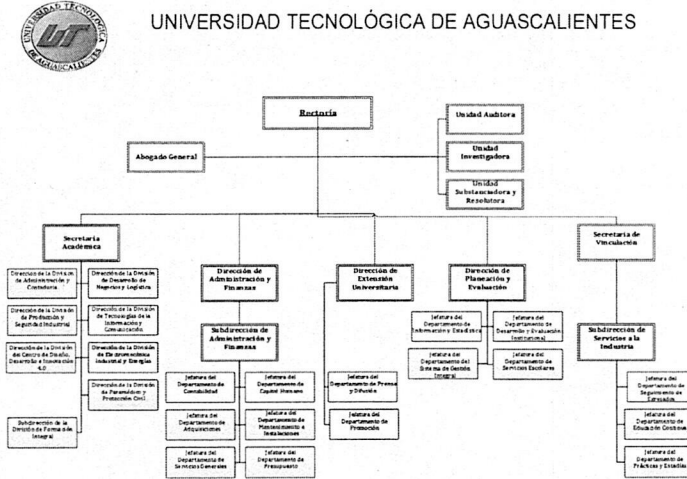 UNIVERSIDAD TECNOLÓGICA DE AGUASCALIENTES
UNIVERSIDAD TECNOLÓGICA
DE AGUASCALIENTES
Rectoría
Abogado General
Unidad Auditora
Unidad
Investigadora
Unidad
Substanciadora y
Resolutora
Secretaría
Académica
Dirección de la División
de Administración y
Contaduría
Dirección de la División
de Desarrollo de
Negocios y Logística
Dirección de la División
de Producción y
Seguridad Industrial
Dirección de la División
de Tecnologías de la
Información y
Comunicación
Dirección de la División
del Centro de Diseño,
Desarrollo e Innovación
4.0
Dirección de la División
de Electromecánica
Industrial y Energías
Dirección de la División
de Paramédico y
Protección Civil
Subdirección de la
División de Formación
Integral
Dirección de
Administración y
Finanzas
Subdirección de
Administración y
Finanzas
Jefatura del
Departamento de
Contabilidad
Jefatura del
Departamento de
Capital Humano
Jefatura del
Departamento de
Adquisiciones
Jefatura del
Departamento de
Mantenimiento e
Instalaciones
Jefatura del
Departamento de
Servicios Generales
Jefatura del
Departamento de
Presupuesto
Dirección de
Extensión
Universitaria
Jefatura del
Departamento de Prensa
y Difusión
Jefatura del
Departamento de
Promoción
Dirección de
Planeación y
Evaluación
Jefatura del
Departamento de
Información y Estadística
Jefatura del
Departamento de
Desarrollo y Evaluación
Institucional
Jefatura del
Departamento del
Sistema de Gestión
Integral
Jefatura del
Departamento de
Servicios Escolares
Secretaría de
Vinculación
Subdirección de
Servicios a la
Industria
Jefatura del
Departamento de
Seguimiento de
Egresados
Jefatura del
Departamento de
Educación Continua
Jefatura del
Departamento de
Prácticas y Estadías